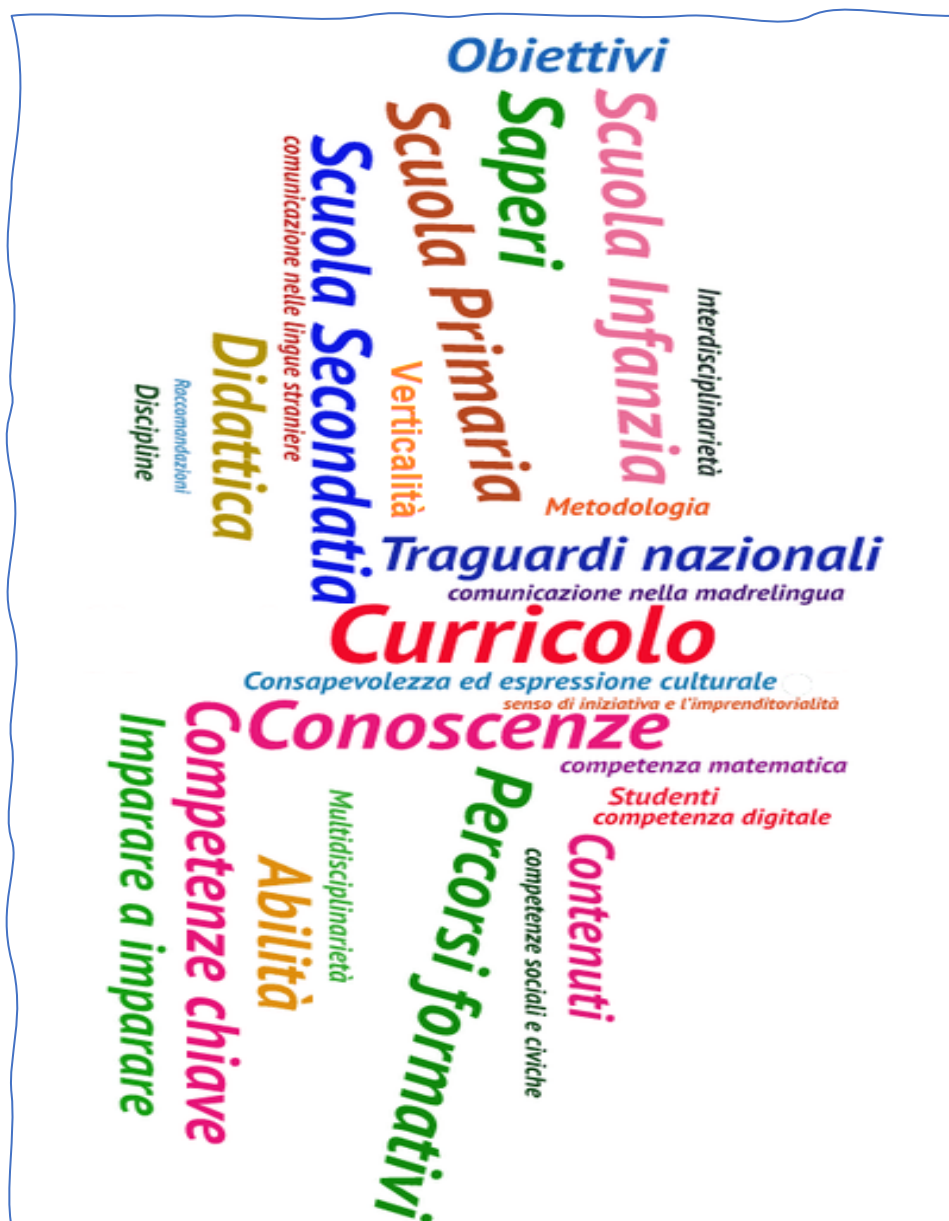 Obiettivi
Scuola Infanzia
Saperi
Scuola Primaria
Scuola Secondatia
comunicazione nelle lingue straniere
Interdisciplinarietà
Verticalità
Didattica
Raccomandazioni
Discipline
Metodologia
Traguardi nazionali
comunicazione nella madrelingua
Curricolo
Consapevolezza ed espressione culturale
senso di iniziativa e l'imprenditorialità
Conoscenze
competenza matematica
Studenti
competenza digitale
Imparare a imparare
Competenze chiave
Abilità
Multidisciplinarietà
Percorsi formativi
competenze sociali e civiche
Contenuti